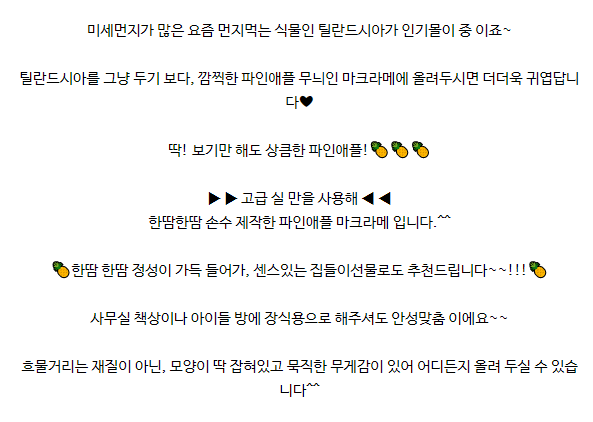 미세먼지가 많은 요즘 먼지먹는 식물인 틸란드시아가 인기몰이 중 이죠~
틸란드시아를 그냥 두기 보다, 깜찍한 파인애플 무늬인 마크라메에 올려두시면 더더욱 귀엽답니
다♥
딱! 보기만 해도 상큼한 파인애플!🍍🍍🍍
▶ ▶ 고급 실 만을 사용해 ◀ ◀
한땀한땀 손수 제작한 파인애플 마크라메 입니다.^^
🍍한땀 한땀 정성이 가득 들어가, 센스있는 집들이선물로도 추천드립니다~~!!!🍍
사무실 책상이나 아이들 방에 장식용으로 해주셔도 안성맞춤 이에요~~
흐물거리는 재질이 아닌, 모양이 딱 잡혀있고 묵직한 무게감이 있어 어디든지 올려 두실 수 있습
니다^^